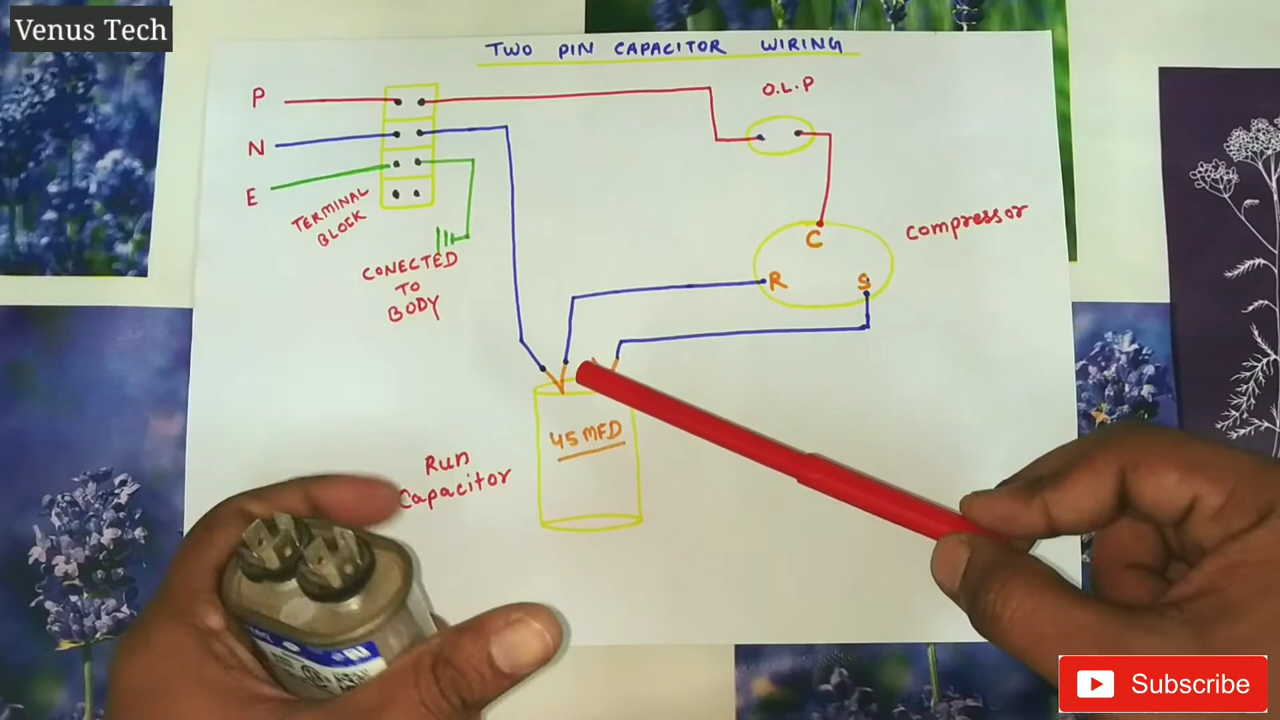 Venus Tech
TWO PIN CAPACITOR WIRING
P
N
E
TERMINAL
BLOCK
CONECTED
TO
BODY
O.L.P
C
R
S
Compressor
45 MFD
Run
Capacitor
Subscribe